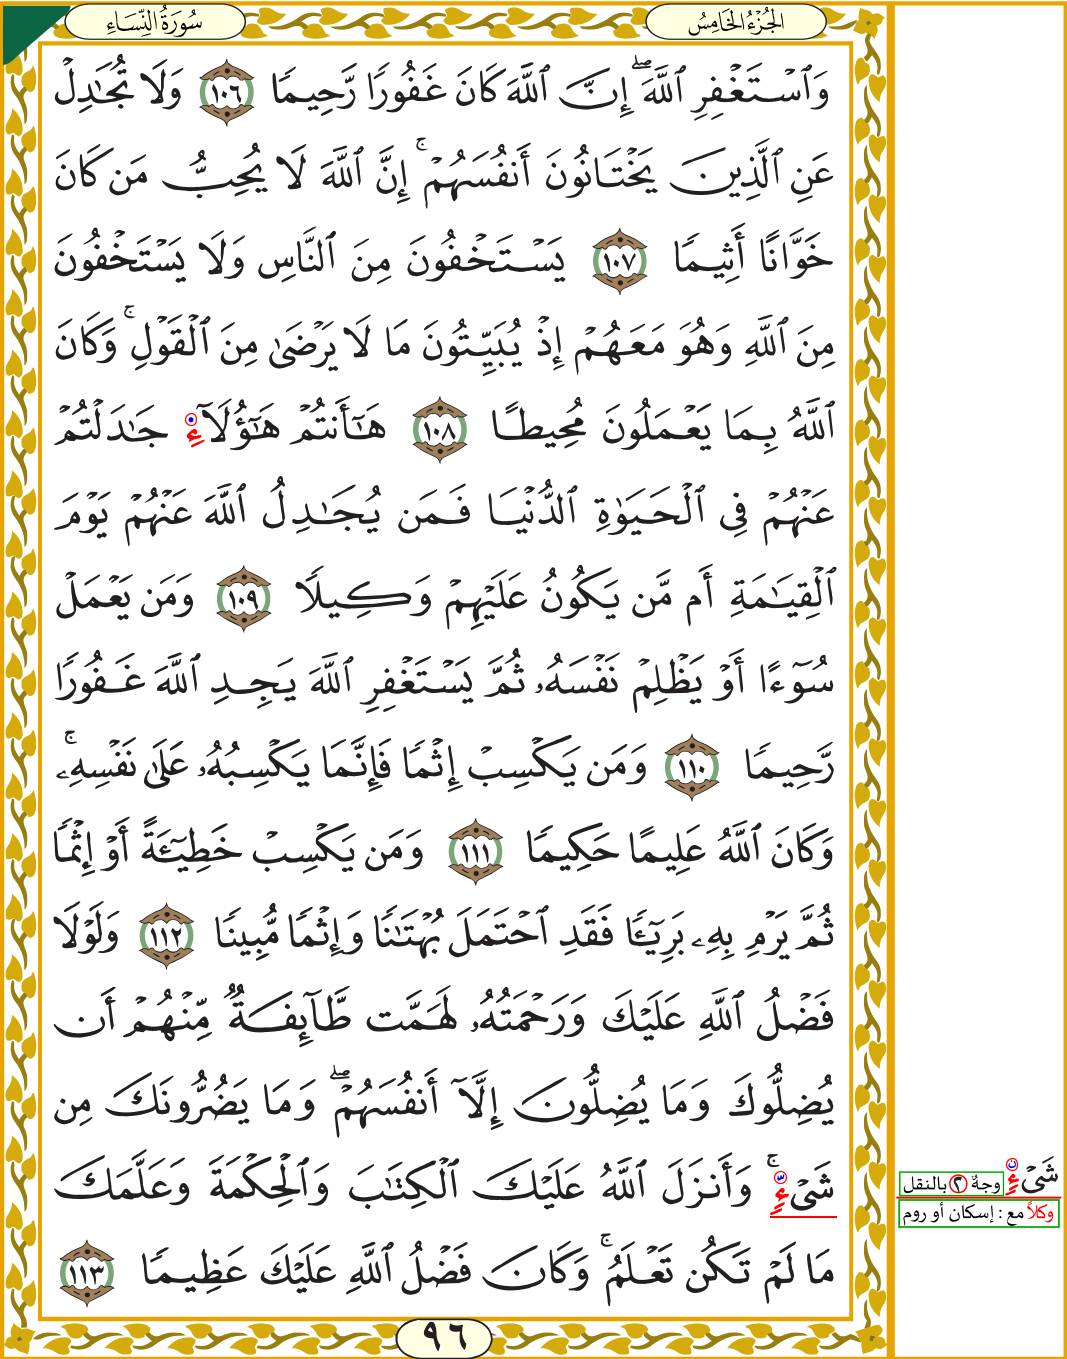 الجُزْءُ الخَامِسُ
سُورَةُ النِّسَاءِ
وَٱسْتَغْفِرِ ٱللَّهَۖ إِنَّ ٱللَّهَ كَانَ غَفُورًا رَّحِيمًا ١٠٦ وَلَا تُجَٰدِلْ
عَنِ ٱلَّذِينَ يَخْتَانُونَ أَنفُسَهُمْۚ إِنَّ ٱللَّهَ لَا يُحِبُّ مَن كَانَ
خَوَّانًا أَثِيمًا ١٠٧ يَسْتَخْفُونَ مِنَ ٱلنَّاسِ وَلَا يَسْتَخْفُونَ
مِنَ ٱللَّهِ وَهُوَ مَعَهُمْ إِذْ يُبَيِّتُونَ مَا لَا يَرْضَىٰ مِنَ ٱلْقَوْلِۚ وَكَانَ
ٱللَّهُ بِمَا يَعْمَلُونَ مُحِيطًا ١٠٨ هَٰٓأَنتُمْ هَٰٓؤُلَآءِ جَٰدَلْتُمْ
عَنْهُمْ فِى ٱلْحَيَوٰةِ ٱلدُّنْيَا فَمَن يُجَٰدِلُ ٱللَّهَ عَنْهُمْ يَوْمَ
ٱلْقِيَٰمَةِ أَم مَّن يَكُونُ عَلَيْهِمْ وَكِيلًا ١٠٩ وَمَن يَعْمَلْ
سُوٓءًا أَوْ يَظْلِمْ نَفْسَهُۥ ثُمَّ يَسْتَغْفِرِ ٱللَّهَ يَجِدِ ٱللَّهَ غَفُورًا
رَّحِيمًا ١١٠ وَمَن يَكْسِبْ إِثْمًا فَإِنَّمَا يَكْسِبُهُۥ عَلَىٰ نَفْسِهِۦۚ
وَكَانَ ٱللَّهُ عَلِيمًا حَكِيمًا ١١١ وَمَن يَكْسِبْ خَطِيٓـَٔةً أَوْ إِثْمًا
ثُمَّ يَرْمِ بِهِۦ بَرِيٓـًٔا فَقَدِ ٱحْتَمَلَ بُهْتَٰنًا وَإِثْمًا مُّبِينًا ١١٢ وَلَوْلَا
فَضْلُ ٱللَّهِ عَلَيْكَ وَرَحْمَتُهُۥ لَهَمَّت طَّآئِفَةٌ مِّنْهُمْ أَن
يُضِلُّوكَ وَمَا يُضِلُّونَ إِلَّآ أَنفُسَهُمْۖ وَمَا يَضُرُّونَكَ مِن
شَىْءٍۚ وَأَنزَلَ ٱللَّهُ عَلَيْكَ ٱلْكِتَٰبَ وَٱلْحِكْمَةَ وَعَلَّمَكَ
مَا لَمْ تَكُن تَعْلَمُۚ وَكَانَ فَضْلُ ٱللَّهِ عَلَيْكَ عَظِيمًا ١١٣
٩٦
شَىْءٍ وجهٌ ٢ بالنقل
وكلاً مع : إسكان أو روم